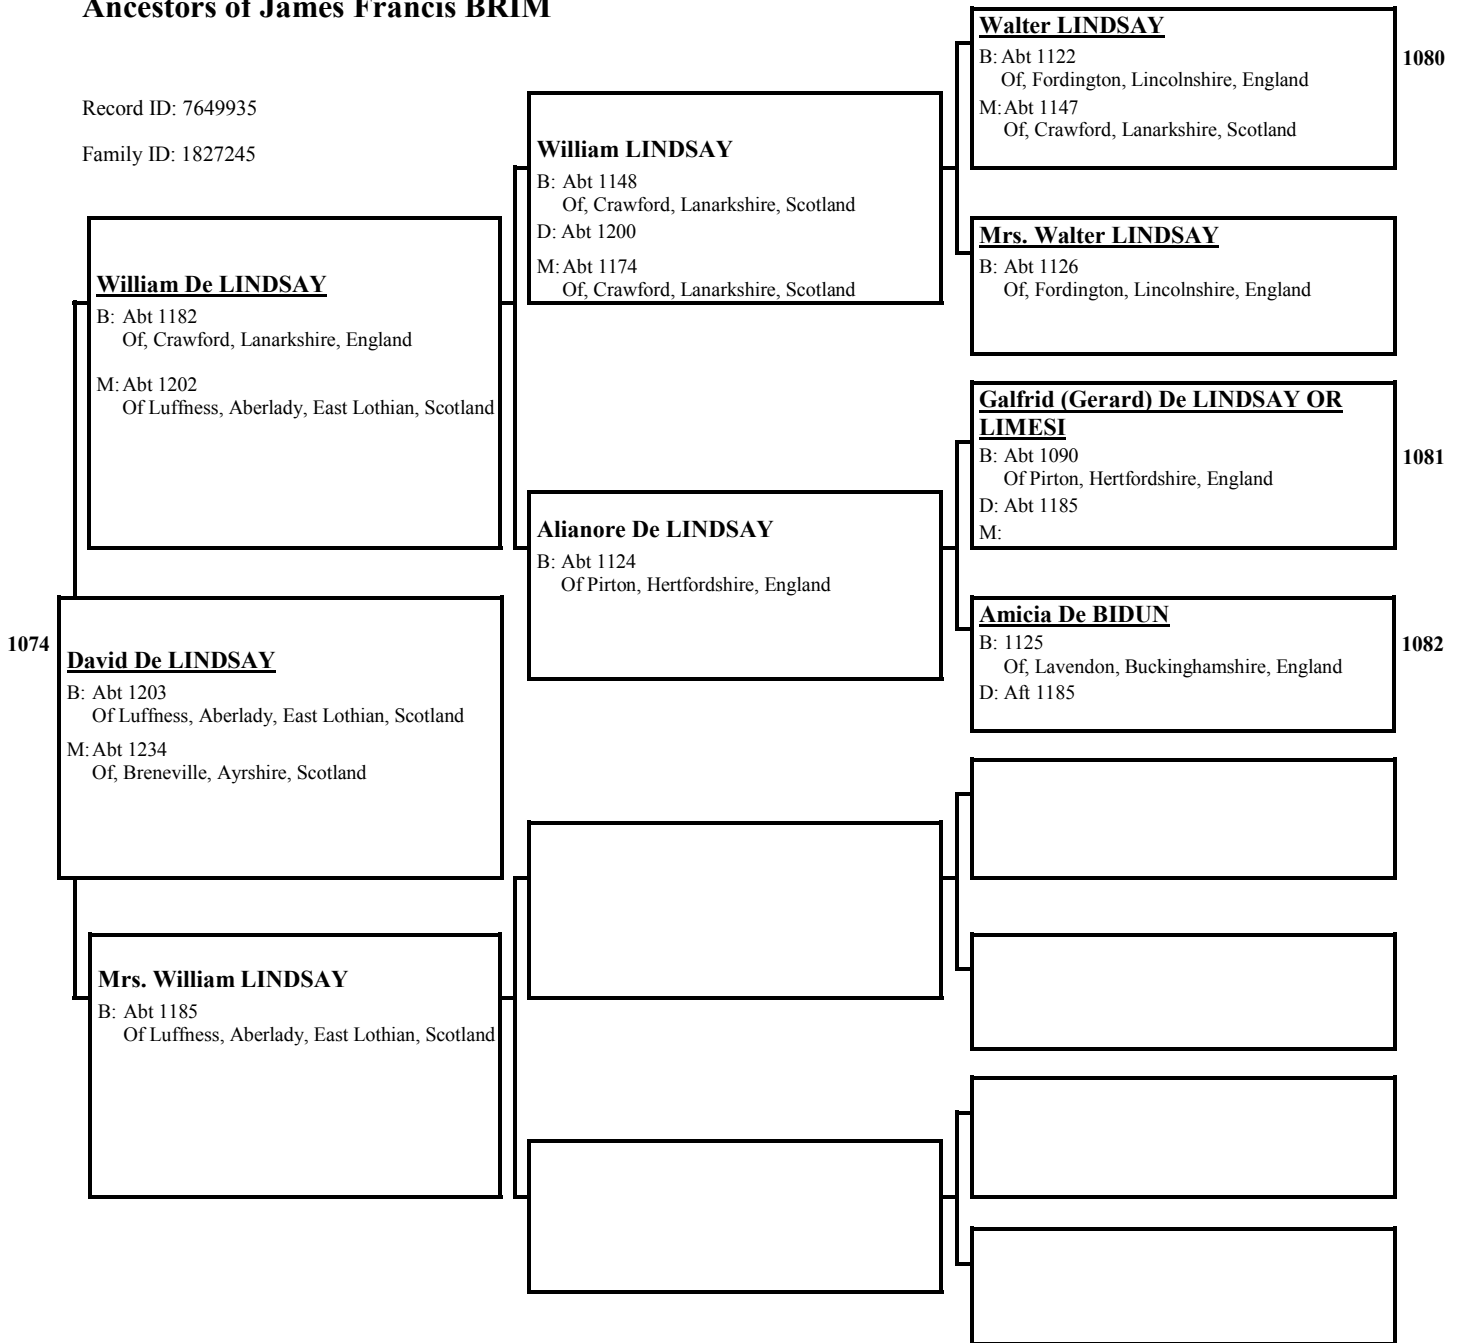 Ancestors of James Francis BRIM
Record ID: 7649935
Family ID: 1827245
1074
David De LINDSAY
B: Abt 1203
Of Luffness, Aberlady, East Lothian, Scotland
M: Abt 1234
Of, Breneville, Ayrshire, Scotland
William De LINDSAY
B: Abt 1182
Of, Crawford, Lanarkshire, England
M: Abt 1202
Of Luffness, Aberlady, East Lothian, Scotland
Mrs. William LINDSAY
B: Abt 1185
Of Luffness, Aberlady, East Lothian, Scotland
William LINDSAY
B: Abt 1148
Of, Crawford, Lanarkshire, Scotland
D: Abt 1200
M: Abt 1174
Of, Crawford, Lanarkshire, Scotland
Alianore De LINDSAY
B: Abt 1124
Of Pirton, Hertfordshire, England
Walter LINDSAY
B: Abt 1122
Of, Fordington, Lincolnshire, England
M: Abt 1147
Of, Crawford, Lanarkshire, Scotland
1080
Mrs. Walter LINDSAY
B: Abt 1126
Of, Fordington, Lincolnshire, England
Galfrid (Gerard) De LINDSAY OR
LIMESI
B: Abt 1090
Of Pirton, Hertfordshire, England
D: Abt 1185
M:
1081
Amicia De BIDUN
B: 1125
Of, Lavendon, Buckinghamshire, England
D: Aft 1185
1082